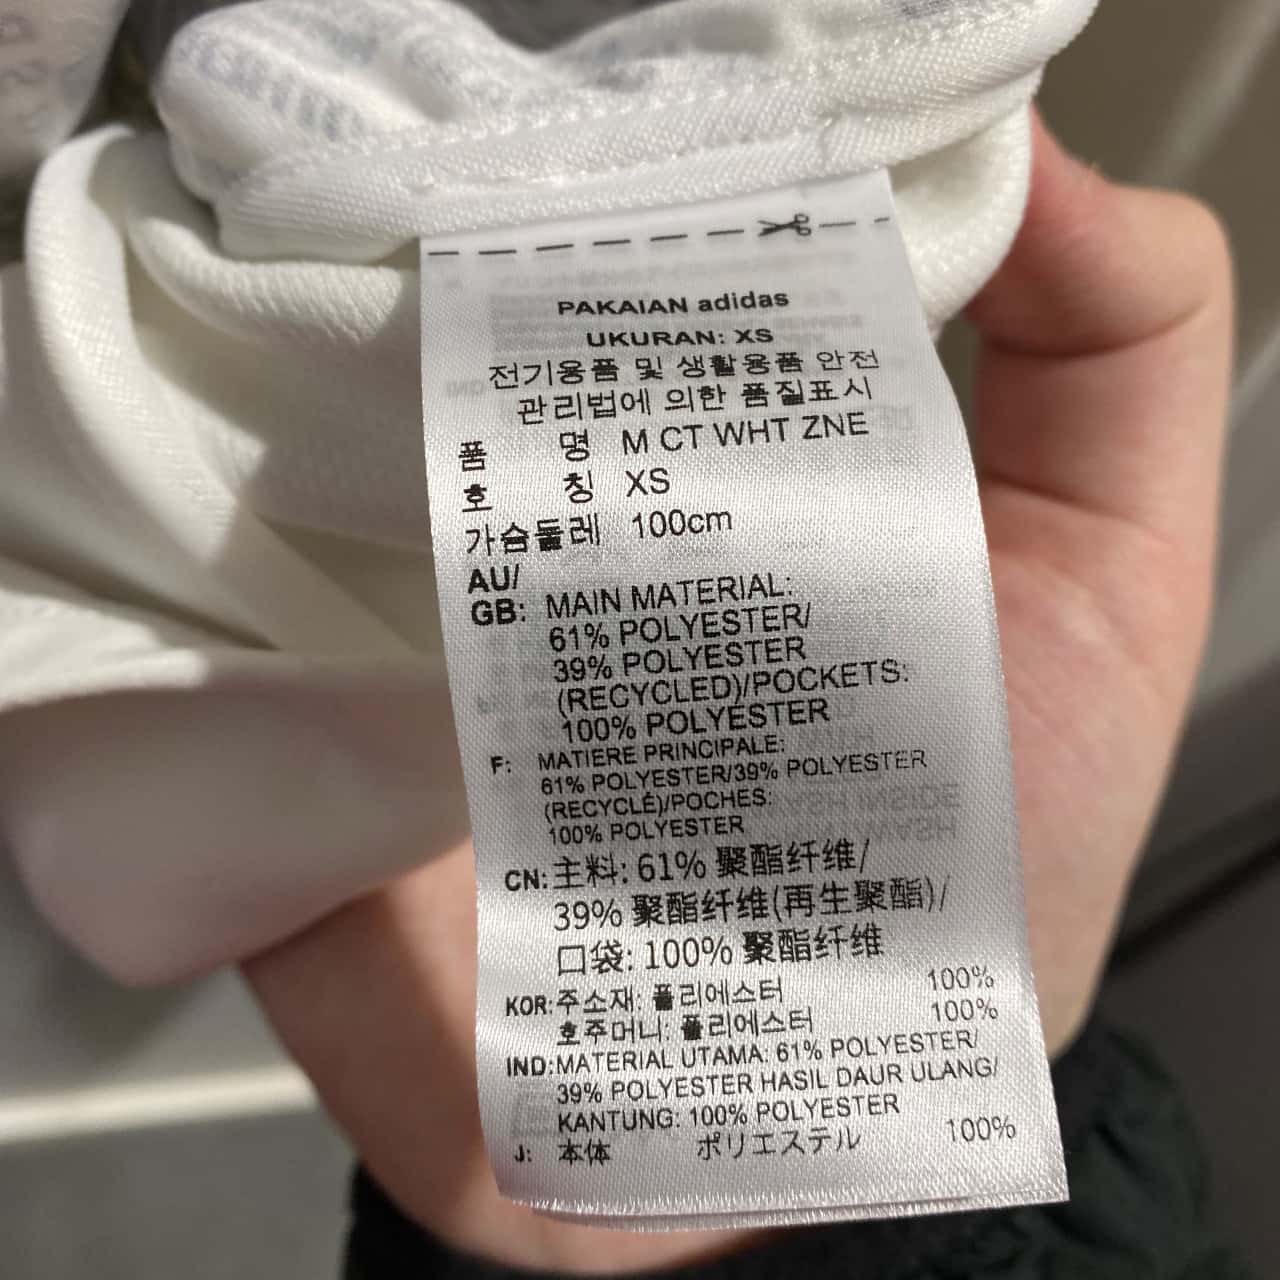 PAKAIAN adidas
UKURAN: XS
전기용품 및 생활용품 안전
관리법에 의한 품질표시
품 명 M CT WHT ZNE
호 칭 XS
가슴둘레 100cm
AU/
GB: MAIN MATERIAL:
61% POLYESTER/
39% POLYESTER
(RECYCLED)/POCKETS:
100% POLYESTER
F: MATIERE PRINCIPALE:
61% POLYESTER/39% POLYESTER
(RECYCLÉ)/POCHES:
100% POLYESTER
CN: 主料: 61% 聚酯纤维/
39% 聚酯纤维(再生聚酯)/
口袋: 100% 聚酯纤维
KOR: 주소재: 폴리에스터 100%
호주머니: 폴리에스터 100%
IND: MATERIAL UTAMA: 61% POLYESTER/
39% POLYESTER HASIL DAUR ULANG/
KANTUNG: 100% POLYESTER
J: 本体 ポリエステル 100%